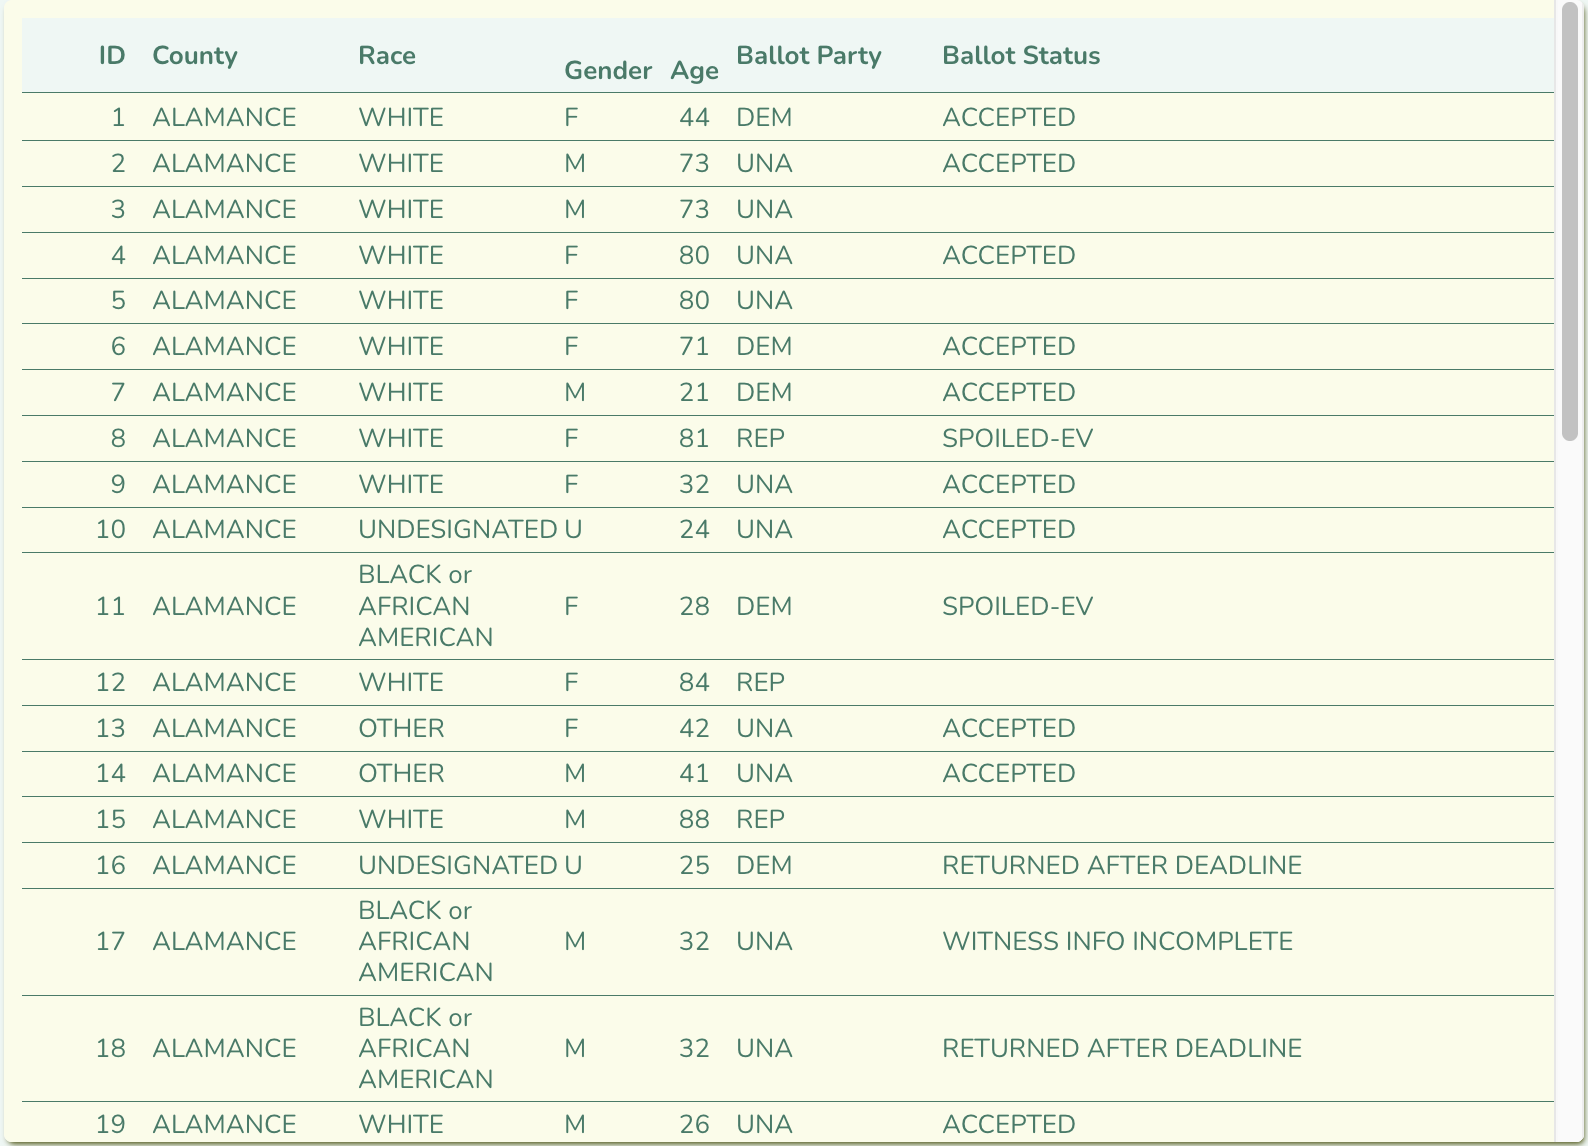 ID County Race Gender Age Ballot Party Ballot Status
1 ALAMANCE WHITE F 44 DEM ACCEPTED
2 ALAMANCE WHITE M 73 UNA ACCEPTED
3 ALAMANCE WHITE M 73 UNA
4 ALAMANCE WHITE F 80 UNA ACCEPTED
5 ALAMANCE WHITE F 80 UNA
6 ALAMANCE WHITE F 71 DEM ACCEPTED
7 ALAMANCE WHITE M 21 DEM ACCEPTED
8 ALAMANCE WHITE F 81 REP SPOILED-EV
9 ALAMANCE WHITE F 32 UNA ACCEPTED
10 ALAMANCE UNDESIGNATED U 24 UNA ACCEPTED
BLACK or
11 ALAMANCE AFRICAN F 28 DEM SPOILED-EV
AMERICAN
12 ALAMANCE WHITE F 84 REP
13 ALAMANCE OTHER F 42 UNA ACCEPTED
14 ALAMANCE OTHER M 41 UNA ACCEPTED
15 ALAMANCE WHITE M 88 REP
16 ALAMANCE UNDESIGNATED U 25 DEM RETURNED AFTER DEADLINE
BLACK or
17 ALAMANCE AFRICAN M 32 UNA WITNESS INFO INCOMPLETE
AMERICAN
BLACK or
18 ALAMANCE AFRICAN M 32 UNA RETURNED AFTER DEADLINE
AMERICAN
19 ALAMANCE WHITE M 26 UNA ACCEPTED